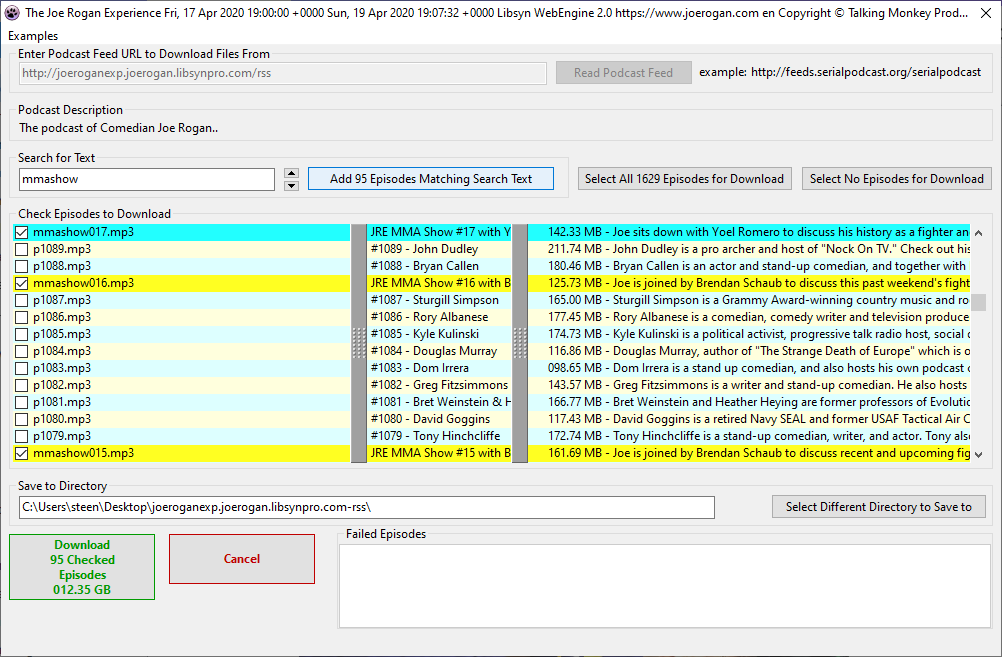 The Joe Rogan Experience Fri, 17 Apr 2020 19:00:00 +0000 Sun, 19 Apr 2020 19:07:32 +0000 Libsyn WebEngine 2.0 https://www.joerogan.com en Copyright © Talking Monkey Prod...
Examples
Enter Podcast Feed URL to Download Files From
http://joeroganexp.joerogan.libsynpro.com/rss
Read Podcast Feed
example: http://feeds.serialpodcast.org/serialpodcast
Podcast Description
The podcast of Comedian Joe Rogan..
Search for Text
mmashow
Add 95 Episodes Matching Search Text
Select All 1629 Episodes for Download
Select No Episodes for Download
Check Episodes to Download
mmashow017.mp3 JRE MMA Show #17 with Y 142.33 MB - Joe sits down with Yoel Romero to discuss his history as a fighter an
p1089.mp3 #1089 - John Dudley 211.74 MB - John Dudley is a pro archer and host of "Nock On TV." Check out his
p1088.mp3 #1088 - Bryan Callen 180.46 MB - Bryan Callen is an actor and stand-up comedian, and together with
mmashow016.mp3 JRE MMA Show #16 with B 125.73 MB - Joe is joined by Brendan Schaub to discuss this past weekend's fight
p1087.mp3 #1087 - Sturgill Simpson 165.00 MB - Sturgill Simpson is a Grammy Award-winning country music and ro
p1086.mp3 #1086 - Rory Albanese 177.45 MB - Rory Albanese is a comedian, comedy writer and television produce
p1085.mp3 #1085 - Kyle Kulinski 174.73 MB - Kyle Kulinski is a political activist, progressive talk radio host, social c
p1084.mp3 #1084 - Douglas Murray 116.86 MB - Douglas Murray, author of "The Strange Death of Europe" which is o
p1083.mp3 #1083 - Dom Irrera 098.65 MB - Dom Irrera is a stand up comedian, and also hosts his own podcast c
p1082.mp3 #1082 - Greg Fitzsimmons 143.57 MB - Greg Fitzsimmons is a writer and stand-up comedian. He also hosts
p1081.mp3 #1081 - Bret Weinstein & H 166.77 MB - Bret Weinstein and Heather Heying are former professors of Evolutic
p1080.mp3 #1080 - David Goggins 117.43 MB - David Goggins is a retired Navy SEAL and former USAF Tactical Air C
p1079.mp3 #1079 - Tony Hinchcliffe 172.74 MB - Tony Hinchcliffe is a stand-up comedian, writer, and actor. Tony also
mmashow015.mp3 JRE MMA Show #15 with B 161.69 MB - Joe is joined by Brendan Schaub to discuss recent and upcoming fig
Save to Directory
C:\Users\steen\Desktop\joeroganexp.joerogan.libsynpro.com-rss\
Select Different Directory to Save to
Download
95 Checked
Episodes
012.35 GB
Cancel
Failed Episodes